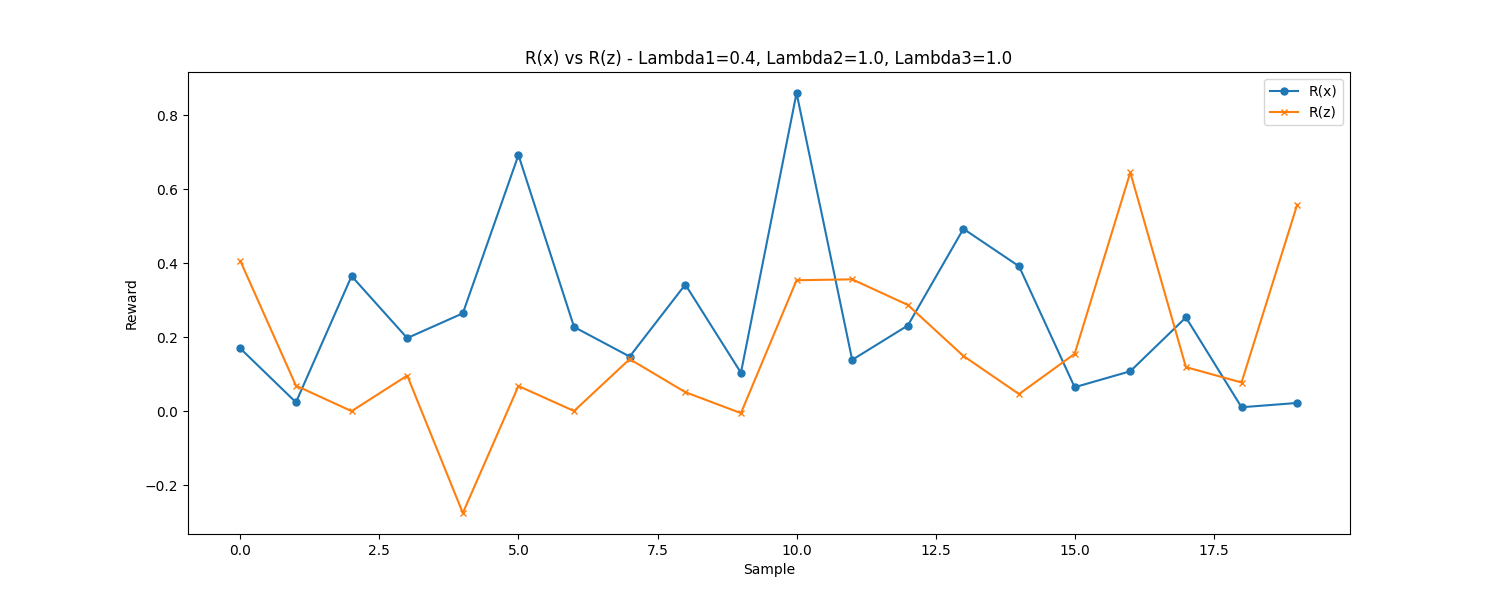 R(x) vs R(z) - Lambda1=0.4, Lambda2=1.0, Lambda3=1.0
R(x)
R(z)
Reward
0.8
0.6
0.4
0.2
0.0
−0.2
0.0 2.5 5.0 7.5 10.0 12.5 15.0 17.5
Sample